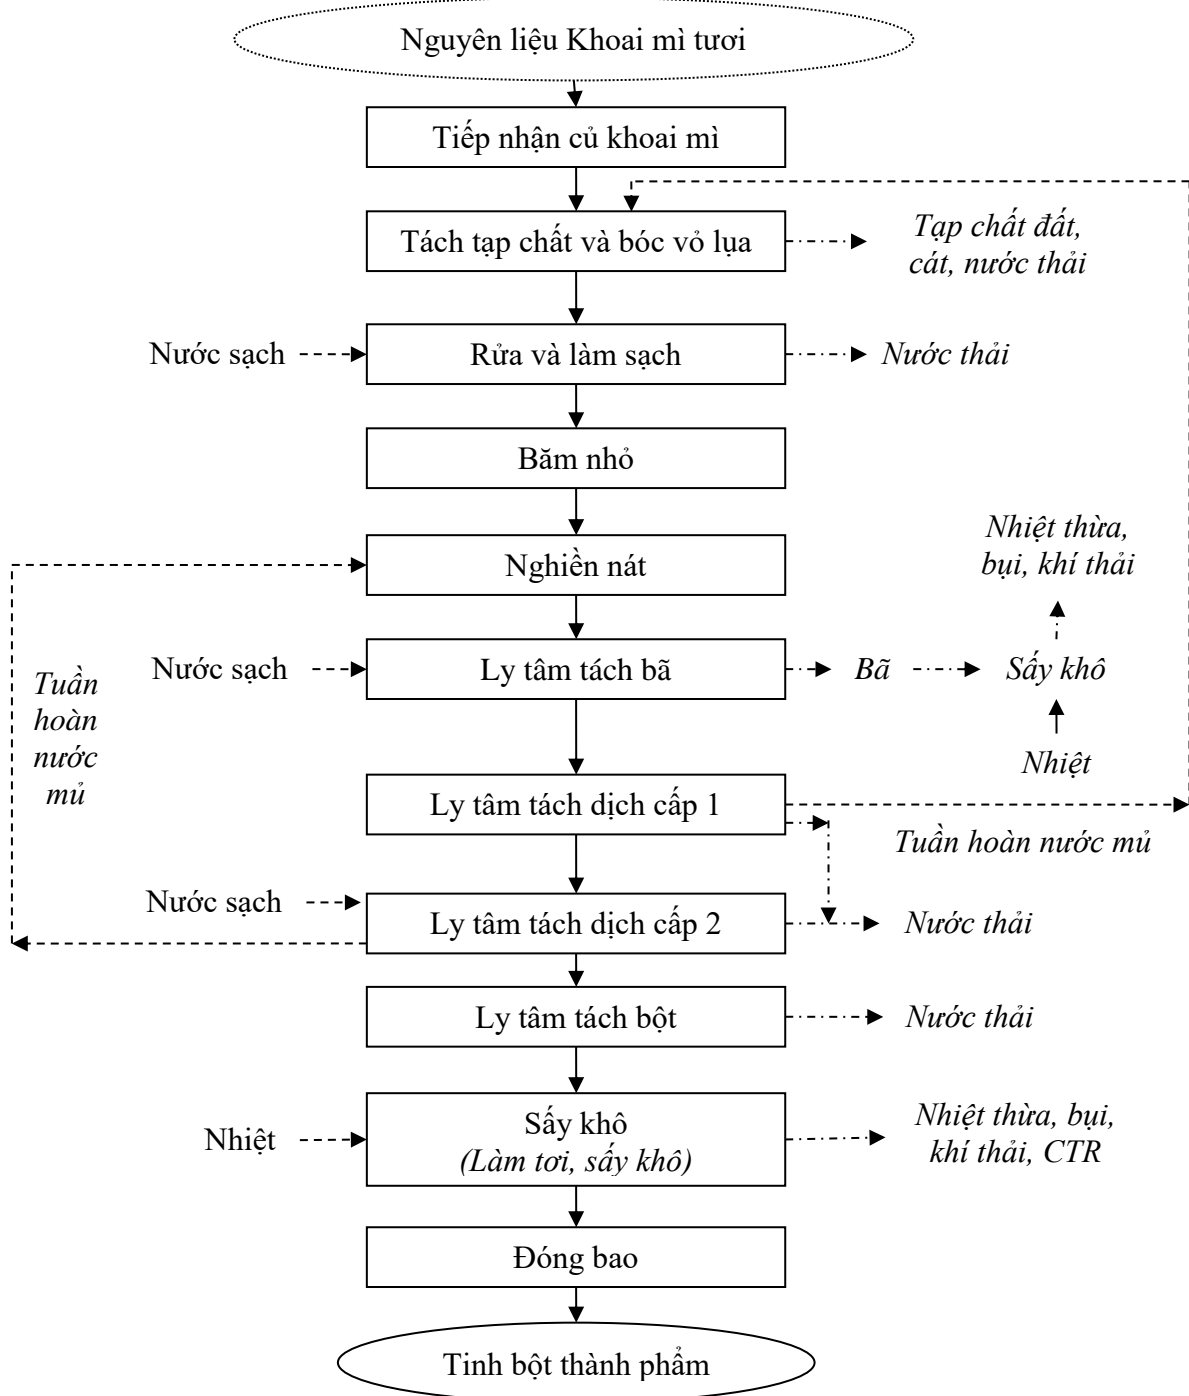 Nguyên liệu Khoai mì tươi
Tiếp nhận củ khoai mì
Tách tạp chất và bóc vỏ lụa
Tạp chất đất,
cát, nước thải
Nước sạch
Rửa và làm sạch
Nước thải
Băm nhỏ
Nghiền nát
Nhiệt thừa,
bụi, khí thải
Nước sạch
Ly tâm tách bã
Bã
Sấy khô
Tuần
hoàn
nước
mủ
Nhiệt
Ly tâm tách dịch cấp 1
Tuần hoàn nước mủ
Nước sạch
Ly tâm tách dịch cấp 2
Nước thải
Ly tâm tách bột
Nước thải
Nhiệt
Sấy khô
(Làm tơi, sấy khô)
Nhiệt thừa, bụi,
khí thải, CTR
Đóng bao
Tinh bột thành phẩm